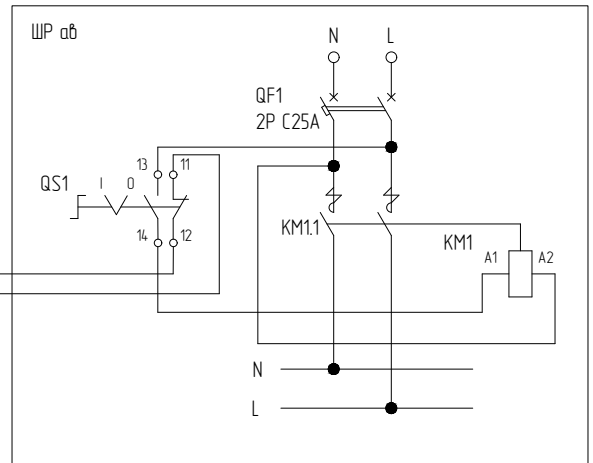 ШР ав
N L
QF1
2P C25A
13 11
QS1
I 0
14 12
KM1.1
KM1
A1 A2
N
L